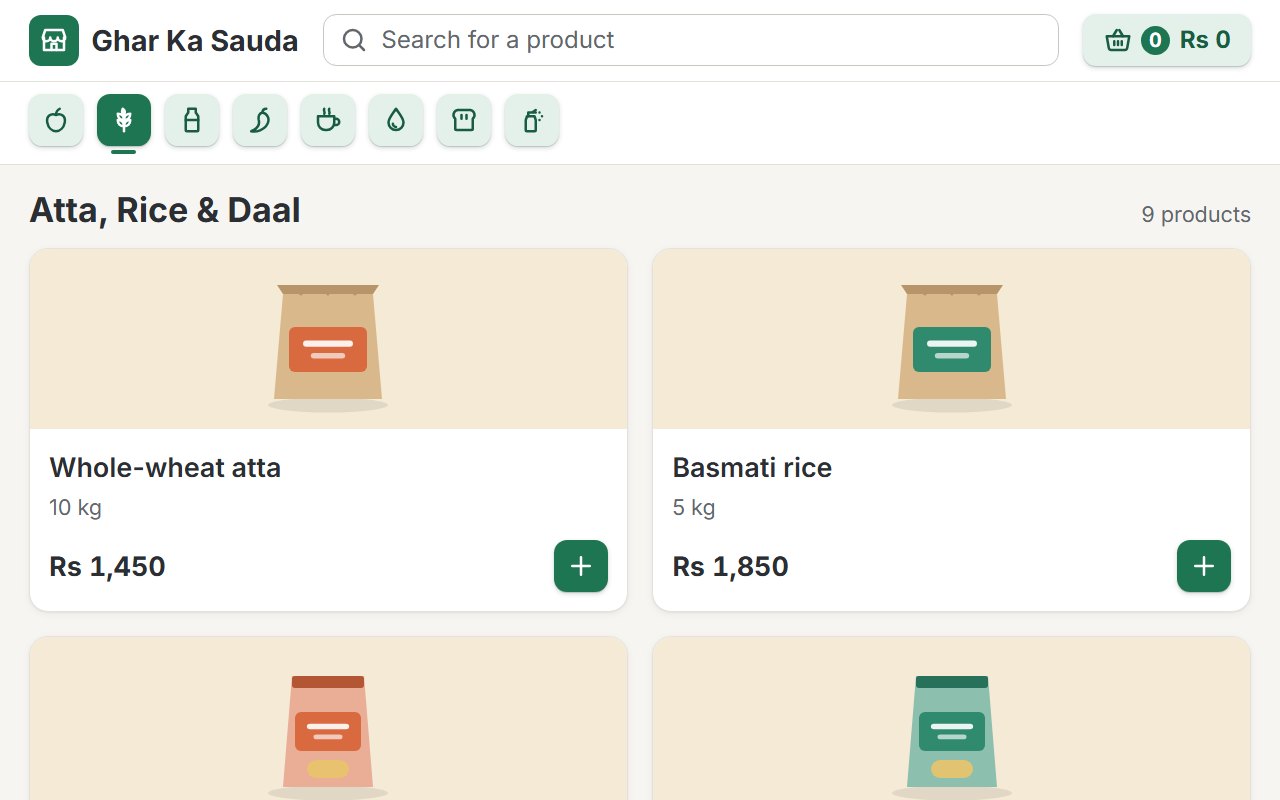 Ghar Ka Sauda
Search for a product
0 Rs 0
Atta, Rice & Daal
9 products
Whole-wheat atta
10 kg
Rs 1,450
Basmati rice
5 kg
Rs 1,850